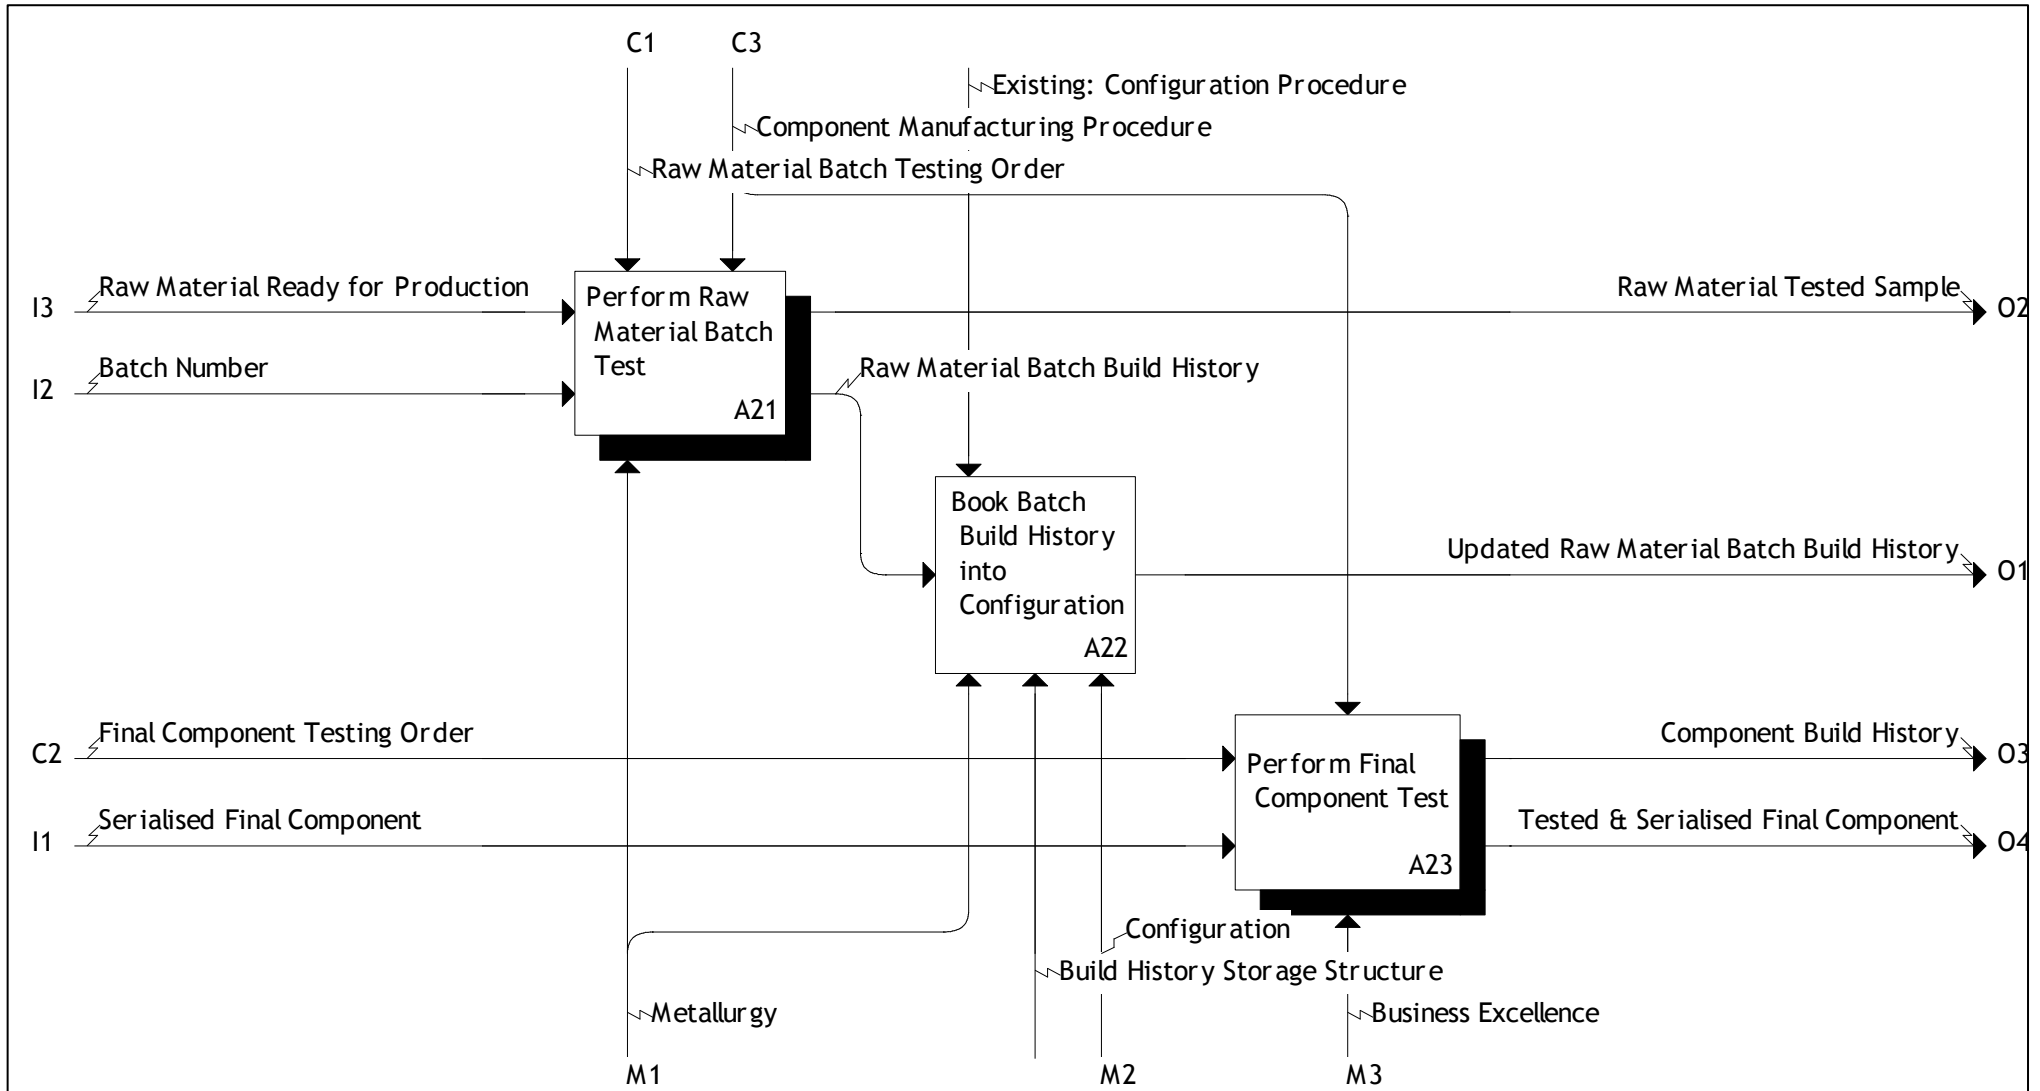 C1
C3
Existing: Configuration Procedure
Component Manufacturing Procedure
Raw Material Batch Testing Order
Raw Material Ready for Production
I3
Perform Raw
Material Batch
Test
A21
Raw Material Tested Sample
O2
Batch Number
I2
Raw Material Batch Build History
Book Batch
Build History
into
Configuration
A22
Updated Raw Material Batch Build History
O1
Final Component Testing Order
C2
Perform Final
Component Test
A23
Component Build History
O3
Serialised Final Component
I1
Tested & Serialised Final Component
O4
Configuration
Build History Storage Structure
Metallurgy
Business Excellence
M1
M2
M3